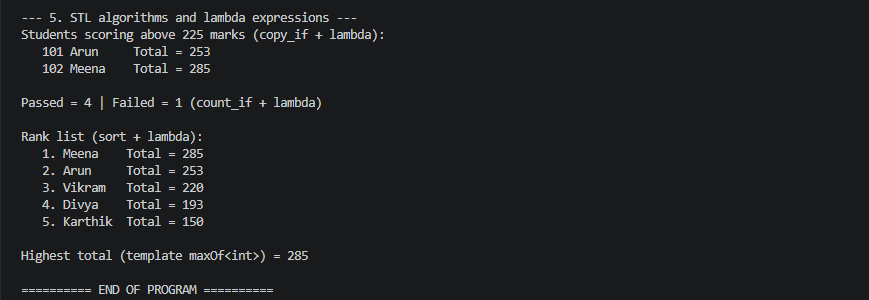 --- 5. STL algorithms and lambda expressions ---
Students scoring above 225 marks (copy_if + lambda):
   101 Arun     Total = 253
   102 Meena    Total = 285

Passed = 4 | Failed = 1 (count_if + lambda)

Rank list (sort + lambda):
   1. Meena    Total = 285
   2. Arun     Total = 253
   3. Vikram   Total = 220
   4. Divya    Total = 193
   5. Karthik  Total = 150

Highest total (template maxOf<int>) = 285

========== END OF PROGRAM ==========